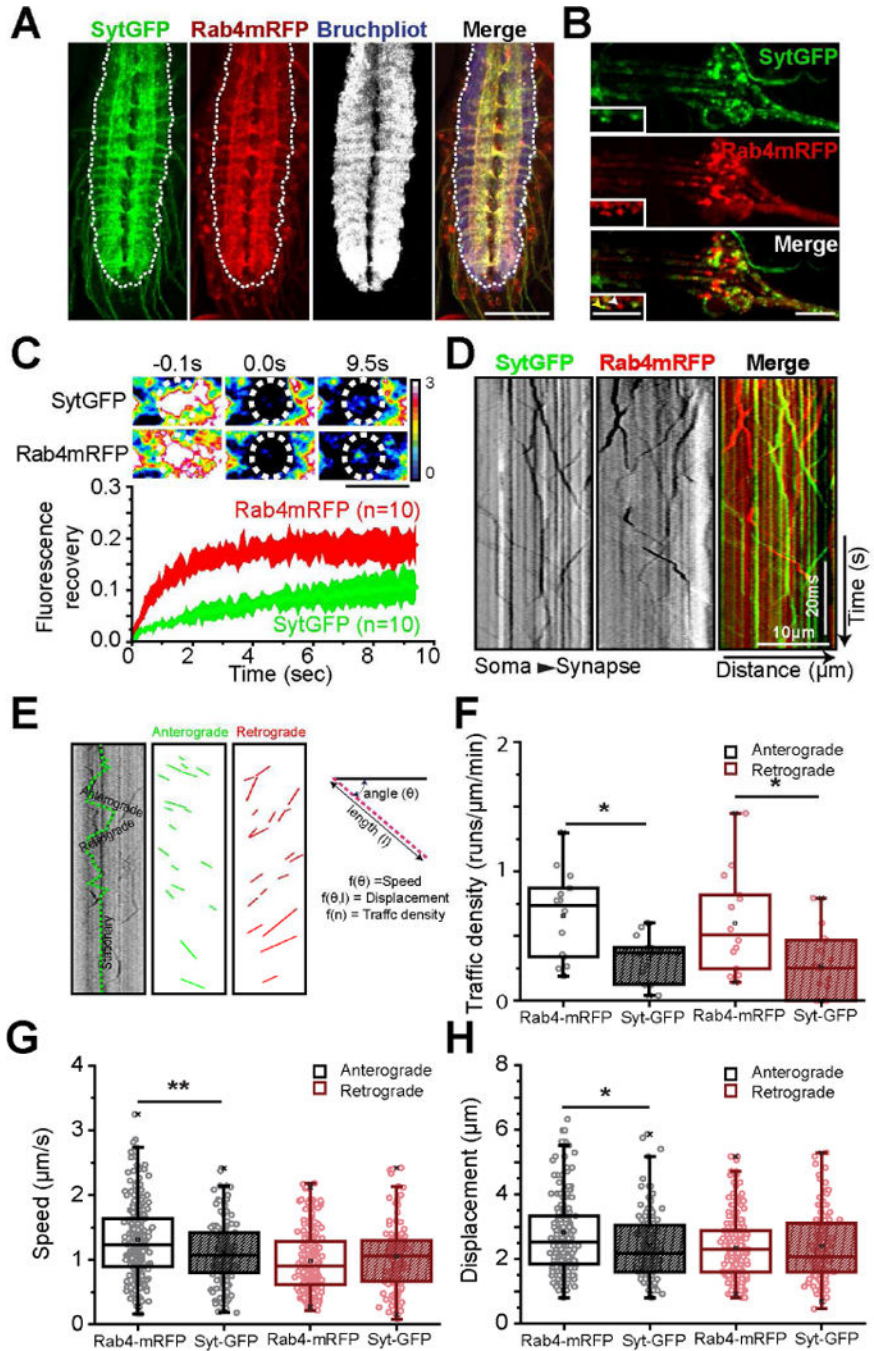 A
SytGFP Rab4mRFP Bruchpliot Merge
B
SytGFP
Rab4mRFP
Merge
C
-0.1s 0.0s 9.5s
SytGFP
Rab4mRFP
3
0
Fluorescence
recovery
0.3
0.2
0.1
0.0
Rab4mRFP (n=10)
SytGFP (n=10)
0 2 4 6 8 10
Time (sec)
D
SytGFP Rab4mRFP Merge
20ms
10µm
Time (s)
Soma ►Synapse
Distance (µm)
E
Anterograde Retrograde
Anterograde
Retrograde
Stationary
angle (θ)
length (l)
f(θ) =Speed
f(θ,l) = Displacement
f(n) = Traffc density
F
Traffic density (runs/µm/min)
2
1
0
Anterograde
Retrograde
* *
Rab4-mRFP Syt-GFP Rab4-mRFP Syt-GFP
G
Speed (µm/s)
4
3
2
1
0
Anterograde
Retrograde
**
Rab4-mRFP Syt-GFP Rab4-mRFP Syt-GFP
H
Displacement (µm)
8
6
4
2
0
Anterograde
Retrograde
*
Rab4-mRFP Syt-GFP Rab4-mRFP Syt-GFP